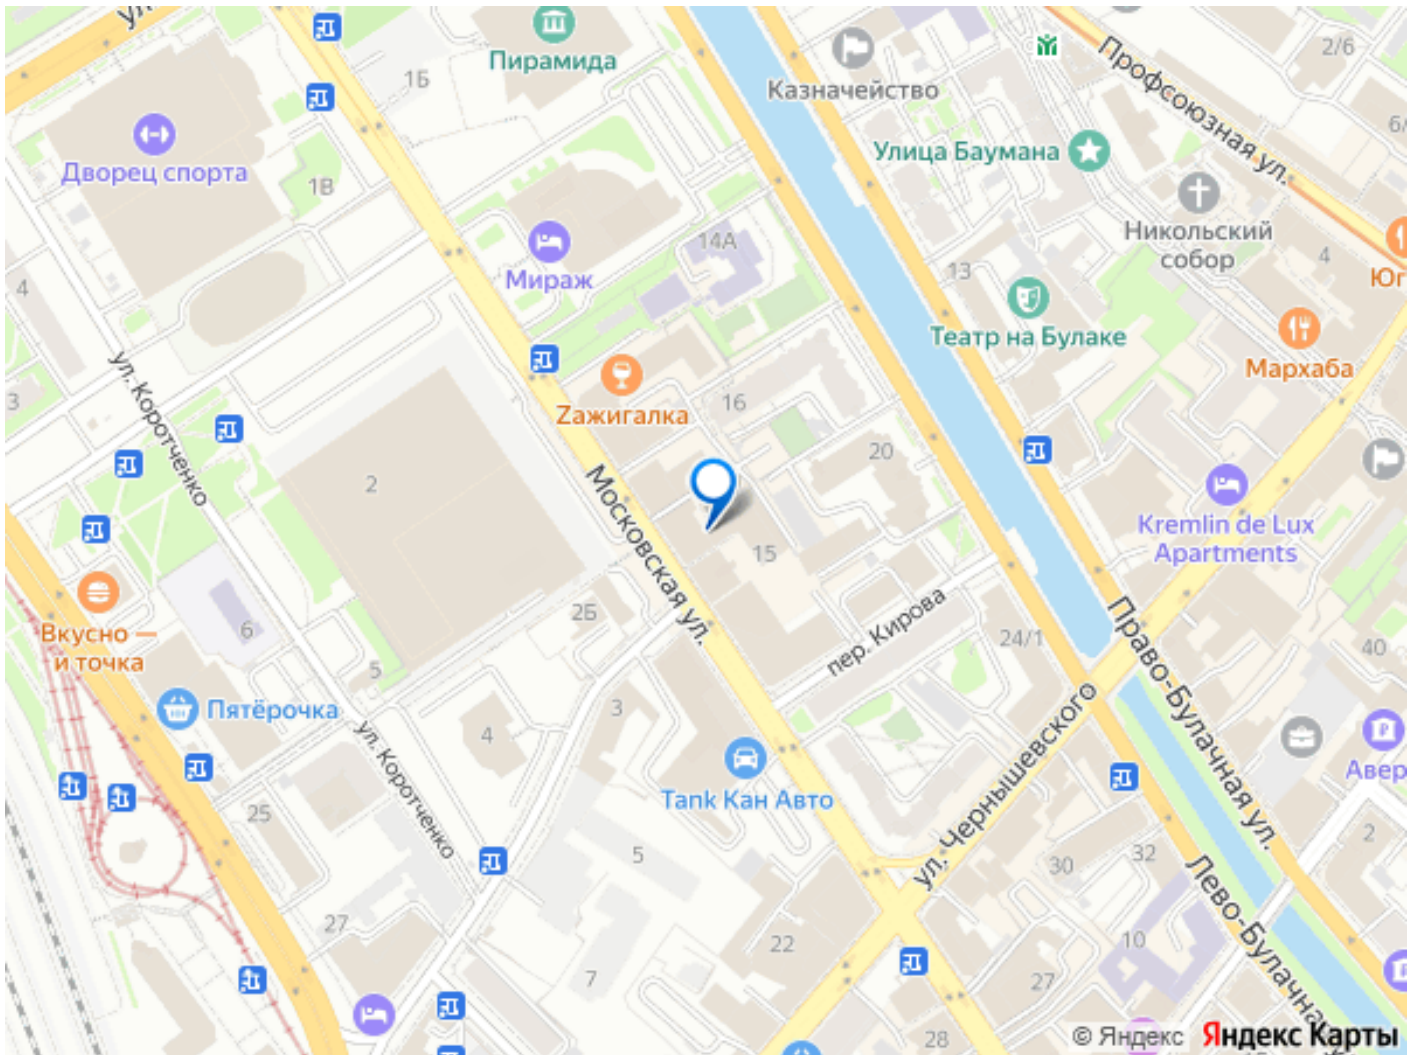 ул.
Пирамида
1Б
Казначейство
2/6
Профсоюзная ул.
6/
Улица Баумана
Дворец спорта
1В
Никольский
собор
4
14А
Мираж
13
Юг
4
Театр на Булаке
Мархаба
ул. Коротченко
3
Zажигалка
16
20
2
Московская ул.
Kremlin de Lux
Apartments
15
Вкусно —
и точка
6
2Б
пер. Кирова
24/1
Право-Булачная ул.
40
5
Пятёрочка
3
4
ул. Коротченко
ул. Чернышевского
Авер
Tank Кан Авто
25
5
2
30
32
Лево-Булачная
27
22
10
7
27
28
© Яндекс Яндекс Карты